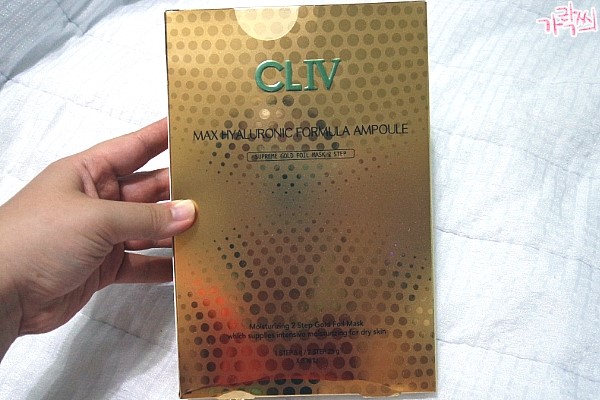 가락씨
CLIV
MAX HYALURONIC FORMULA AMPOULE
SUPREME GOLD FOIL MASK 2 STEP
Moisturizing 2 Step Gold Foil Mask
which supplies intensive moisturizing for dry skin